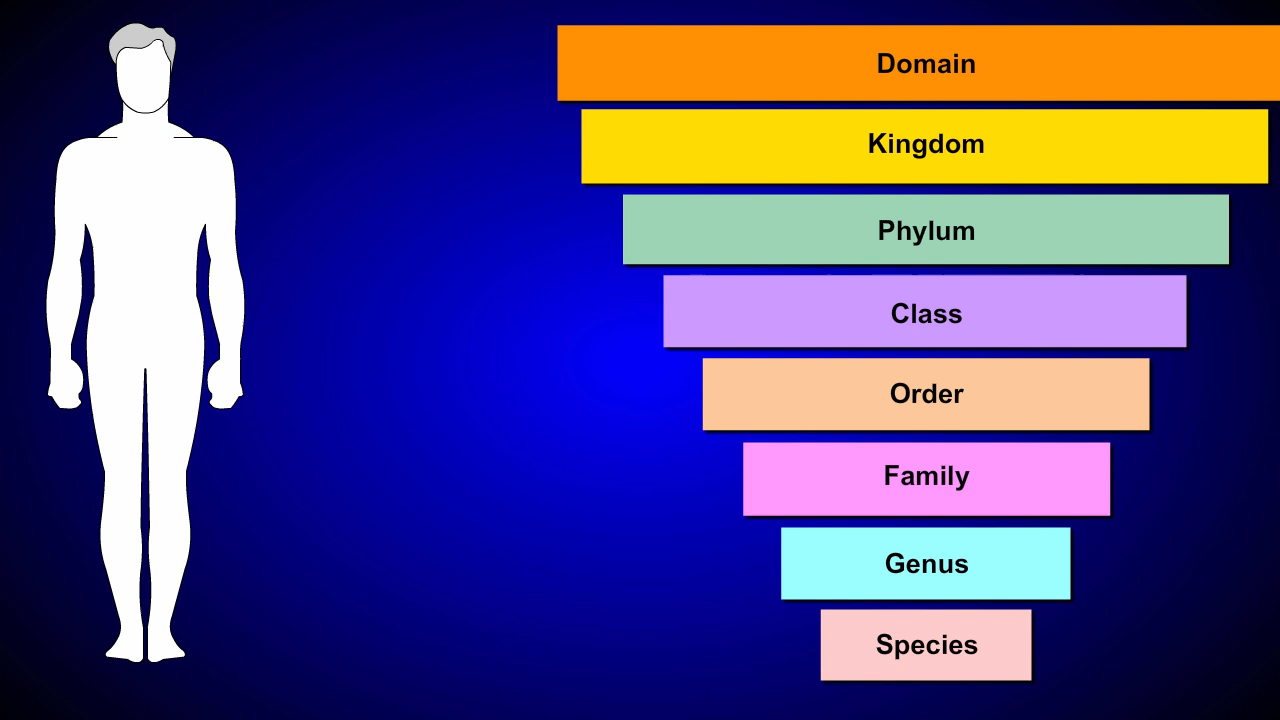 Domain
Kingdom
Phylum
Class
Order
Family
Genus
Species